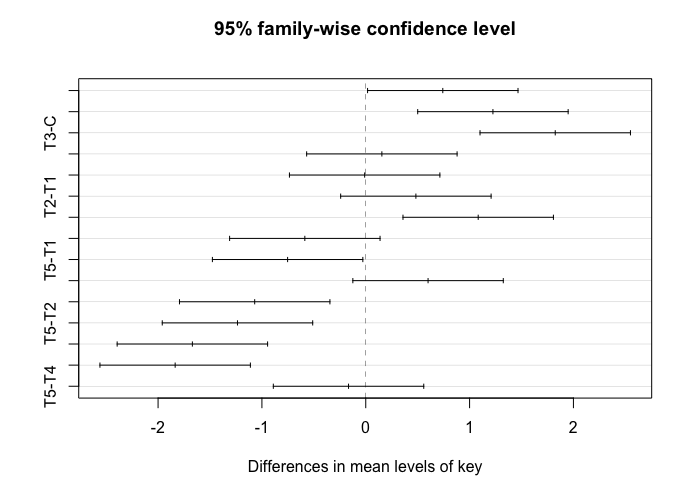 95% family-wise confidence level
T3-C
T2-T1
T5-T1
T5-T2
T5-T4
-2 -1 0 1 2
Differences in mean levels of key